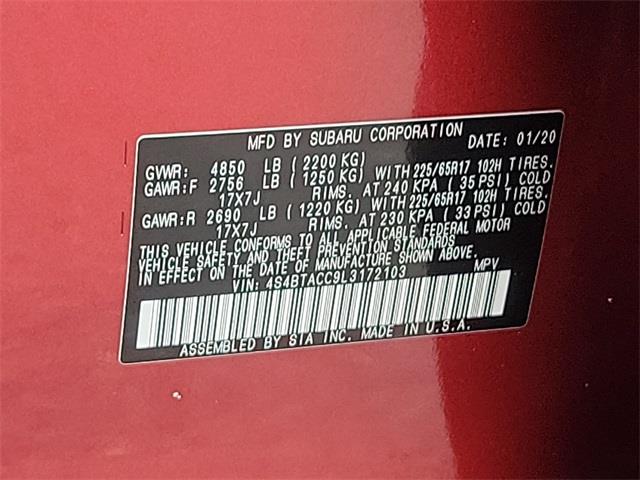 MFD BY SUBARU CORPORATION DATE: 01/20
GVWR: 4850 LB ( 2200 KG)
GAWR:F 2756 LB ( 1250 KG) WITH 225/65R17 102H TIRES.
17X7J RIMS. AT 240 KPA ( 35 PSI) COLD
GAWR:R 2690 LB ( 1220 KG) WITH 225/65R17 102H TIRES.
17X7J RIMS. AT 230 KPA ( 33 PSI) COLD
THIS VEHICLE CONFORMS TO ALL APPLICABLE FEDERAL MOTOR
VEHICLE SAFETY AND THEFT PREVENTION STANDARDS
IN EFFECT ON THE DATE OF MANUFACTURE SHOWN ABOVE.
VIN: 4S4BTACC9L3172103 MPV
ASSEMBLED BY SIA INC. MADE IN U.S.A.